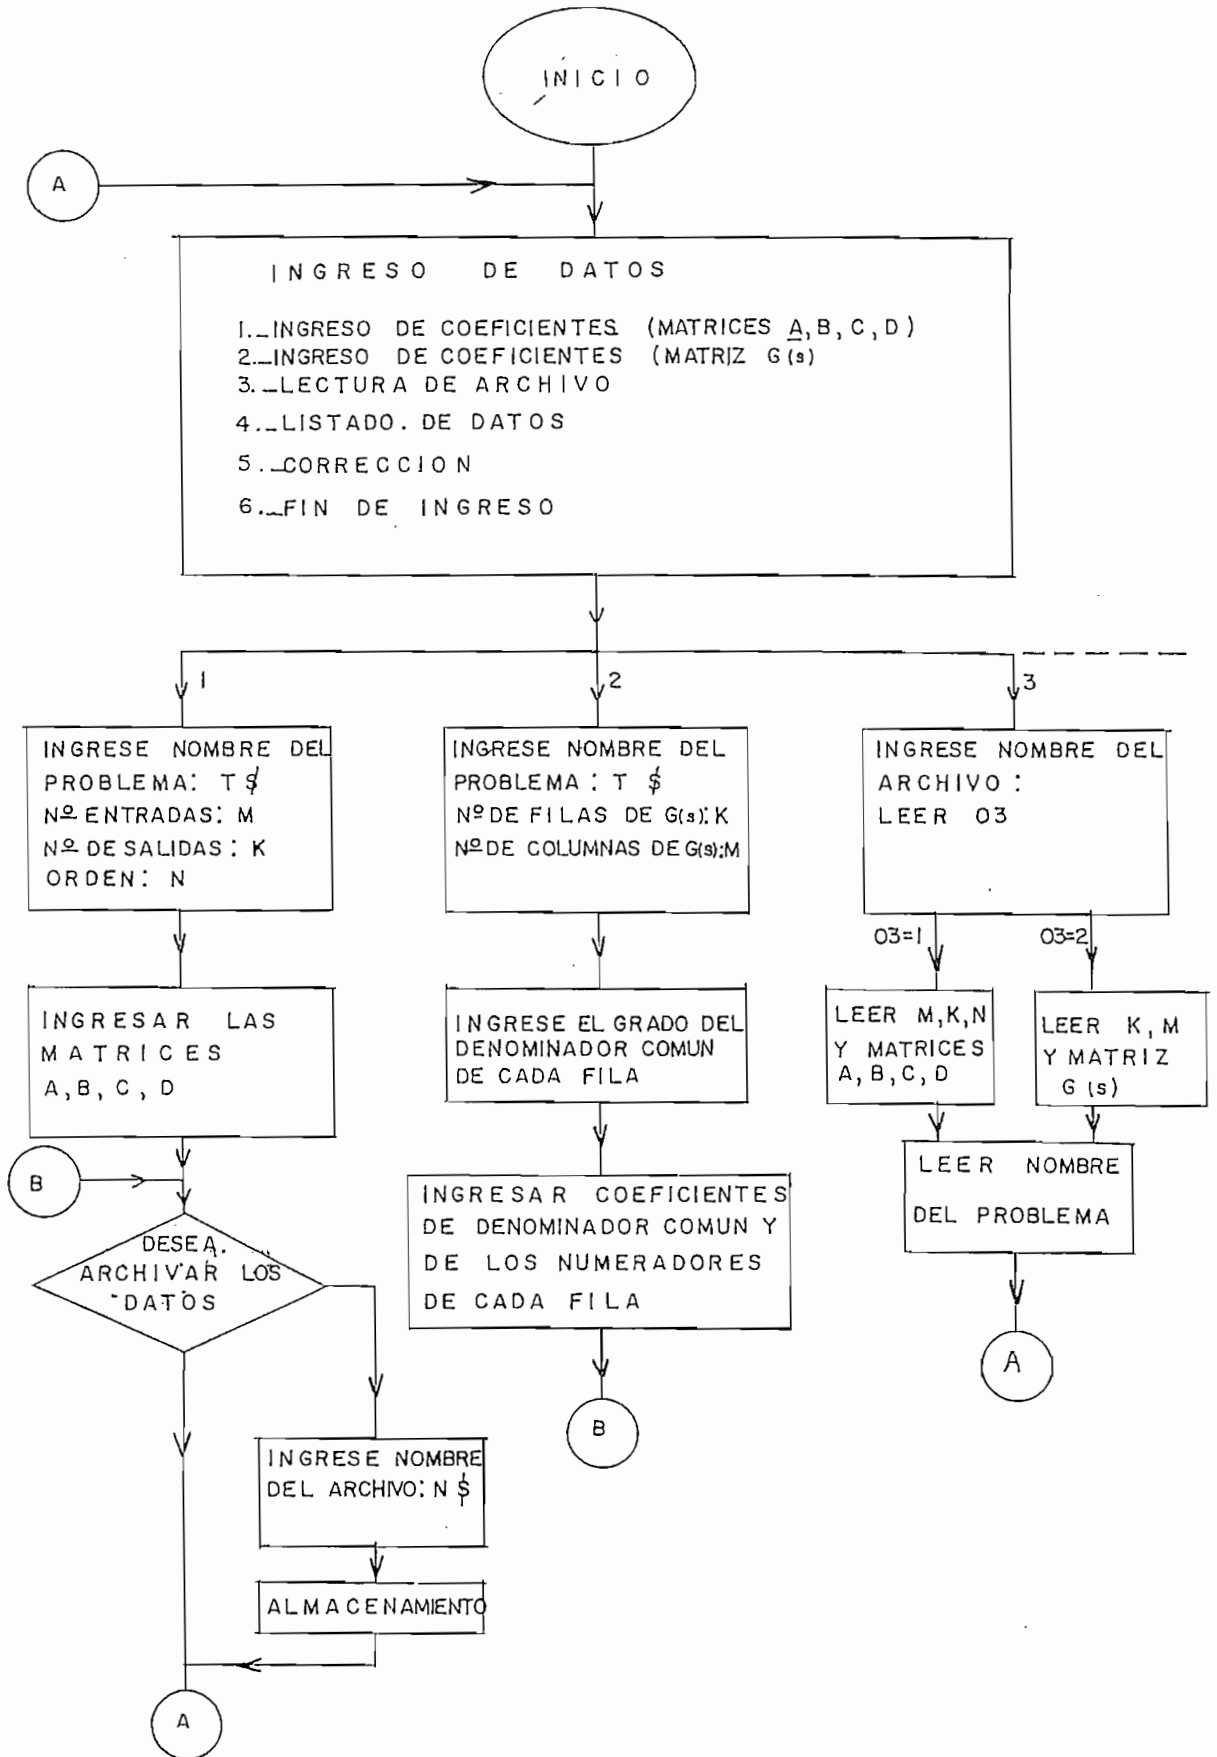 INICIO
A
INGRESO DE DATOS
1._INGRESO DE COEFICIENTES (MATRICES A, B, C, D)
2._INGRESO DE COEFICIENTES (MATRIZ G(s)
3._LECTURA DE ARCHIVO
4._LISTADO. DE DATOS
5._CORRECCION
6._FIN DE INGRESO
1
2
3
INGRESE NOMBRE DEL
PROBLEMA: T $
Nº ENTRADAS: M
Nº DE SALIDAS: K
ORDEN: N
INGRESE NOMBRE DEL
PROBLEMA: T $
Nº DE FILAS DE G(s): K
Nº DE COLUMNAS DE G(s): M
INGRESE NOMBRE DEL
ARCHIVO:
LEER O3
O3=1
O3=2
INGRESAR LAS
MATRICES
A, B, C, D
INGRESE EL GRADO DEL
DENOMINADOR COMUN
DE CADA FILA
LEER M,K,N
Y MATRICES
A, B, C, D
LEER K, M
Y MATRIZ
G (s)
B
DESEA.
ARCHIVAR LOS
DATOS
INGRESAR COEFICIENTES
DE DENOMINADOR COMUN Y
DE LOS NUMERADORES
DE CADA FILA
LEER NOMBRE
DEL PROBLEMA
A
B
INGRESE NOMBRE
DEL ARCHIVO: N $
ALMACENAMIENTO
A